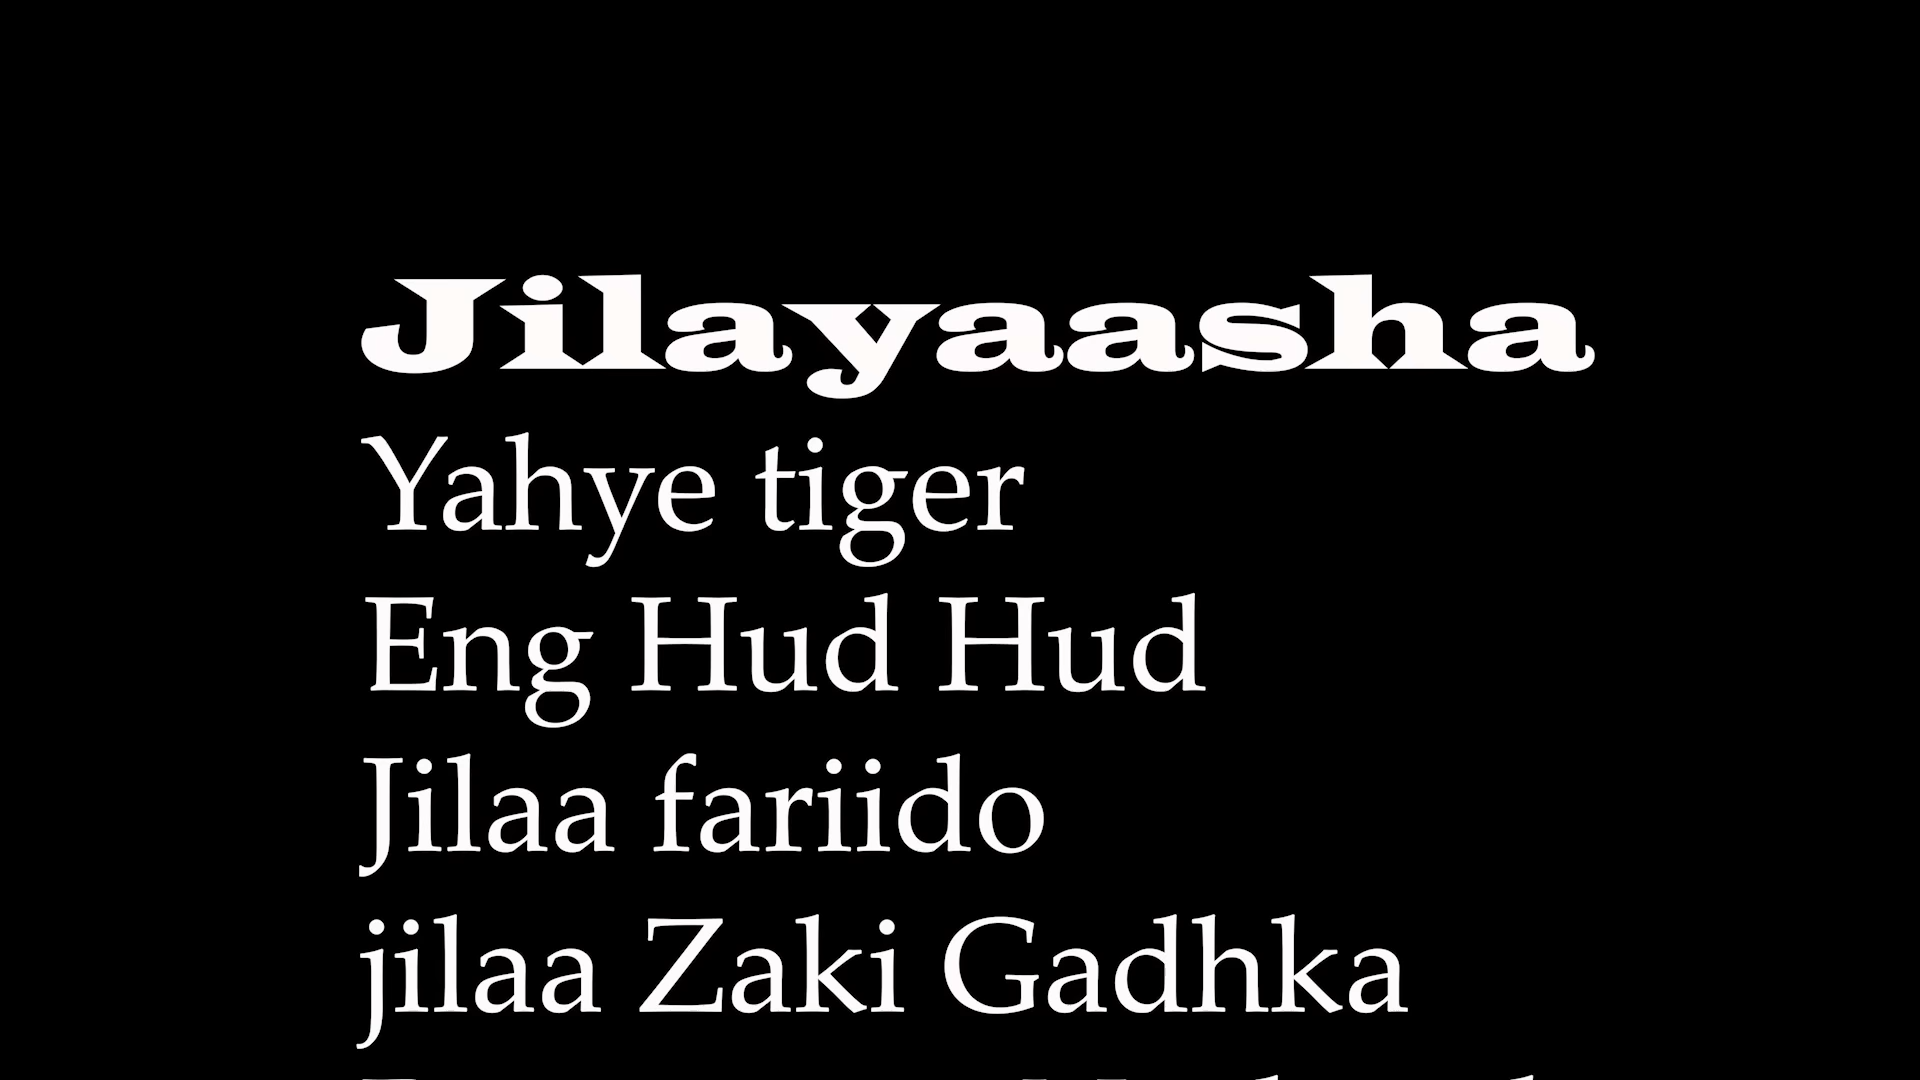 Jilayaasha
Yahye tiger
Eng Hud Hud
Jilaa fariido
jilaa Zaki Gadhka